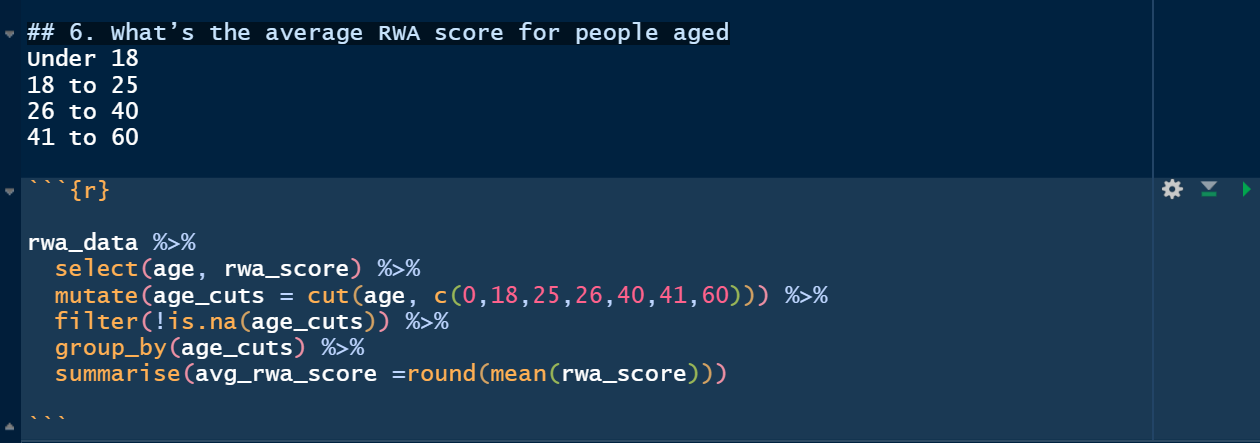 ## 6. What’s the average RWA score for people aged
Under 18
18 to 25
26 to 40
41 to 60
```{r}
rwa_data %>%
select(age, rwa_score) %>%
mutate(age_cuts = cut(age, c(0,18,25,26,40,41,60))) %>%
filter(!is.na(age_cuts)) %>%
group_by(age_cuts) %>%
summarise(avg_rwa_score =round(mean(rwa_score)))
```